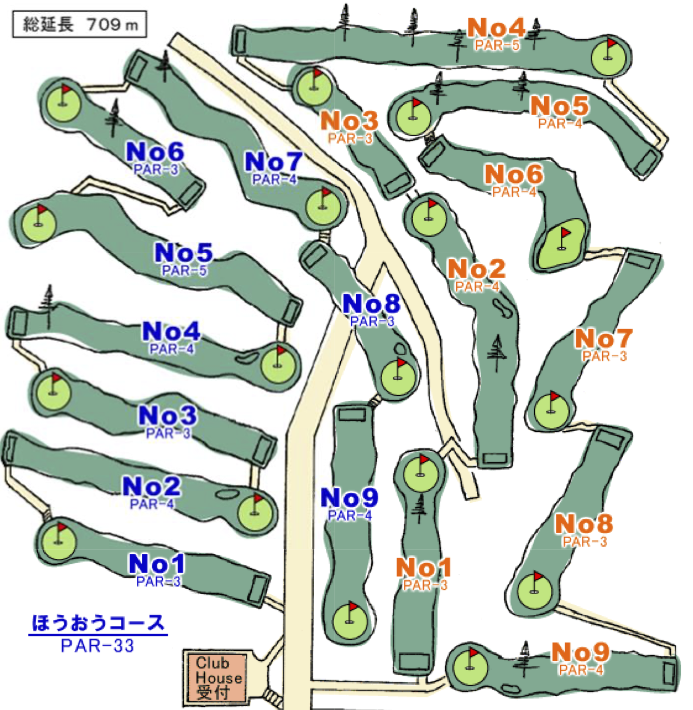 総延長 709m
No4
PAR-5
No3
PAR-3
No5
PAR-4
No6
PAR-3
No7
PAR-4
No6
PAR-4
No5
PAR-5
No2
PAR-4
No8
PAR-3
No4
PAR-4
No7
PAR-3
No3
PAR-3
No2
PAR-4
No9
PAR-4
No8
PAR-3
No1
PAR-3
No1
PAR-3
ほうおうコース
PAR-33
No9
PAR-4
Club
House
受付